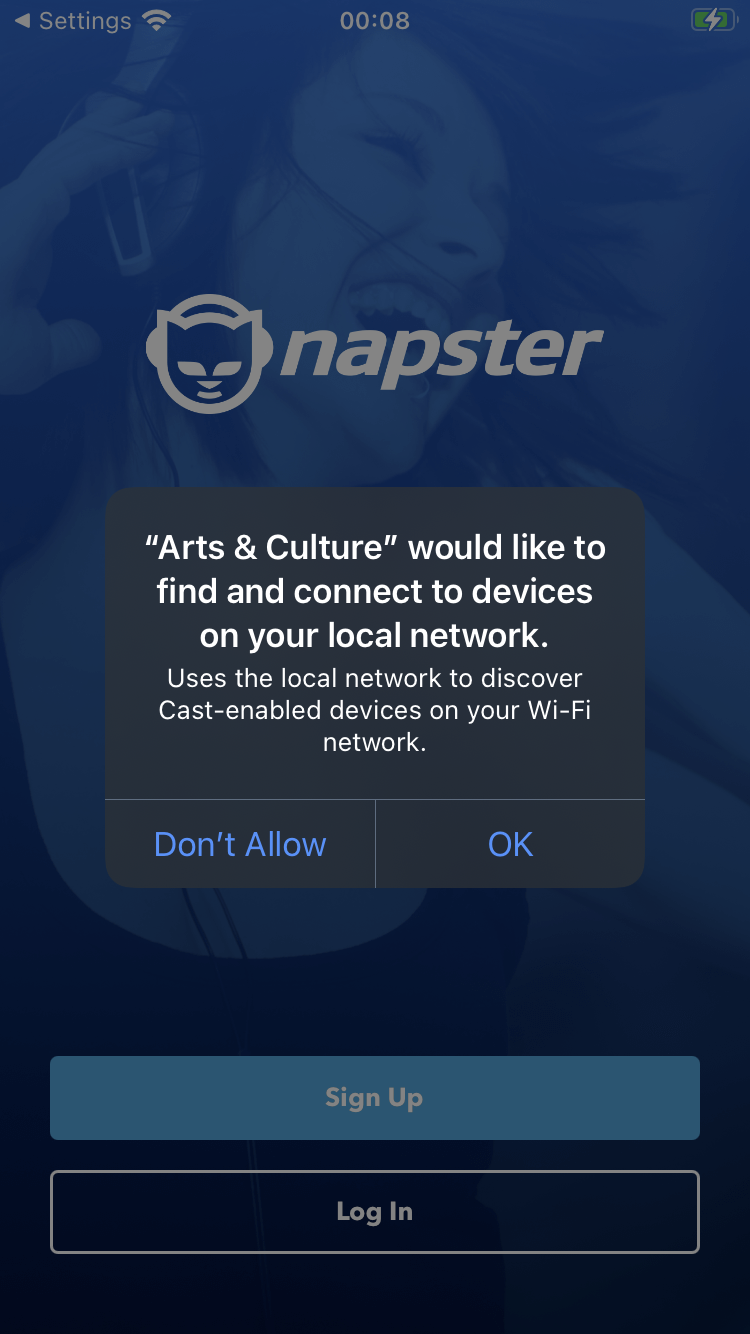 Settings
00:08
napster
“Arts & Culture” would like to
find and connect to devices
on your local network.
Uses the local network to discover
Cast-enabled devices on your Wi-Fi
network.
Don’t Allow
OK
Sign Up
Log In